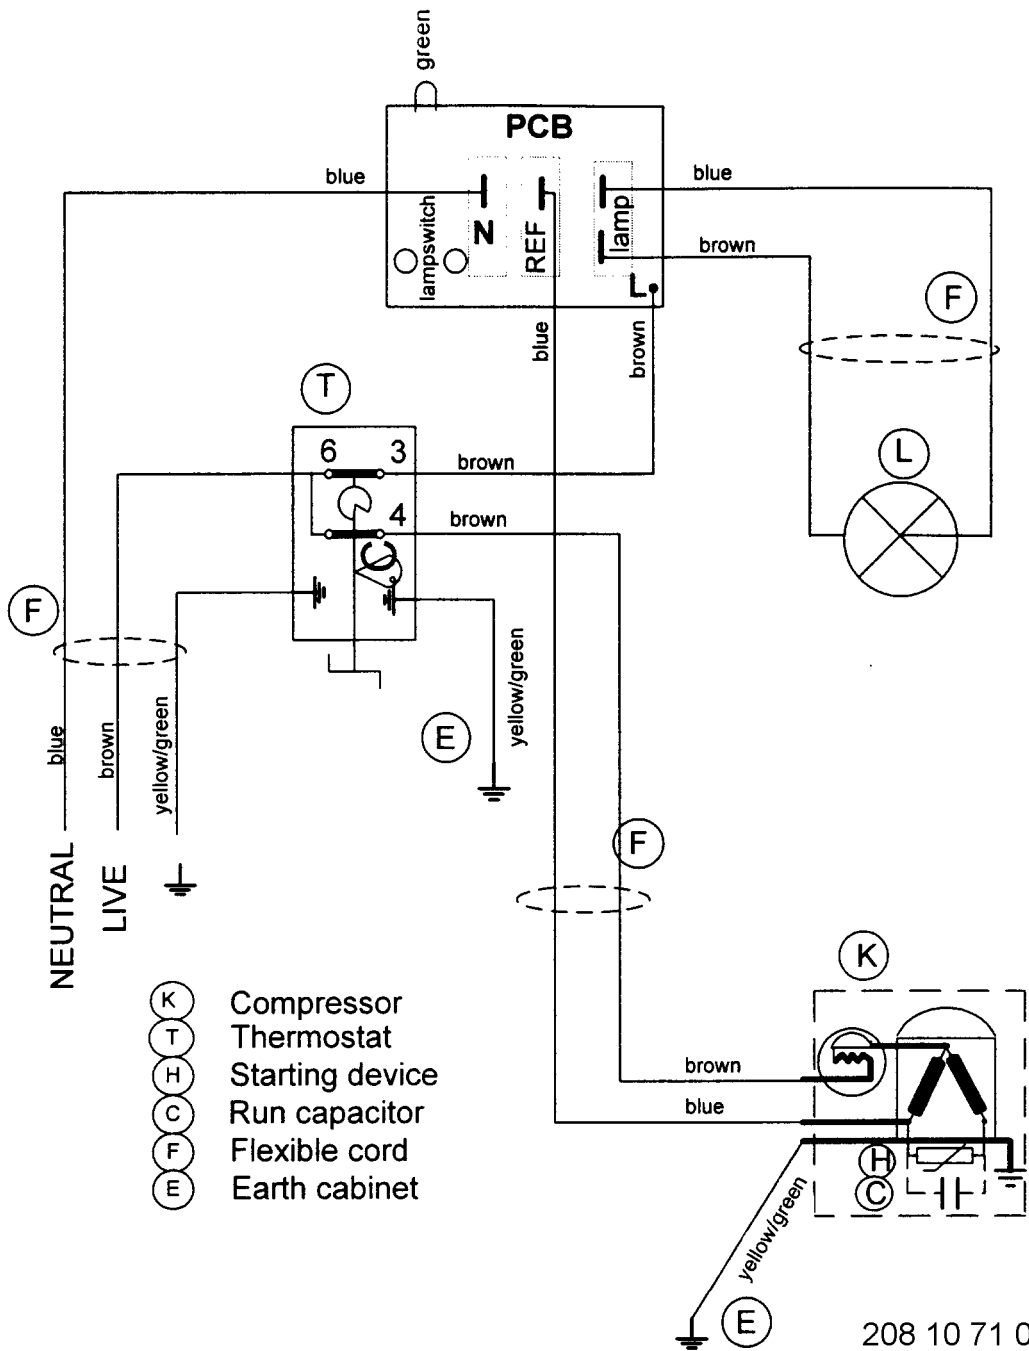 green
PCB
blue
blue
lampswitch
N
REF
lamp
brown
L
F
blue
brown
T
6 3
brown
L
4
brown
C
F
yellow/green
E
blue
brown
yellow/green
F
NEUTRAL
LIVE
K
K Compressor
T Thermostat
H Starting device
C Run capacitor
F Flexible cord
E Earth cabinet
brown
blue
H
C
yellow/green
E
208 10 71 0